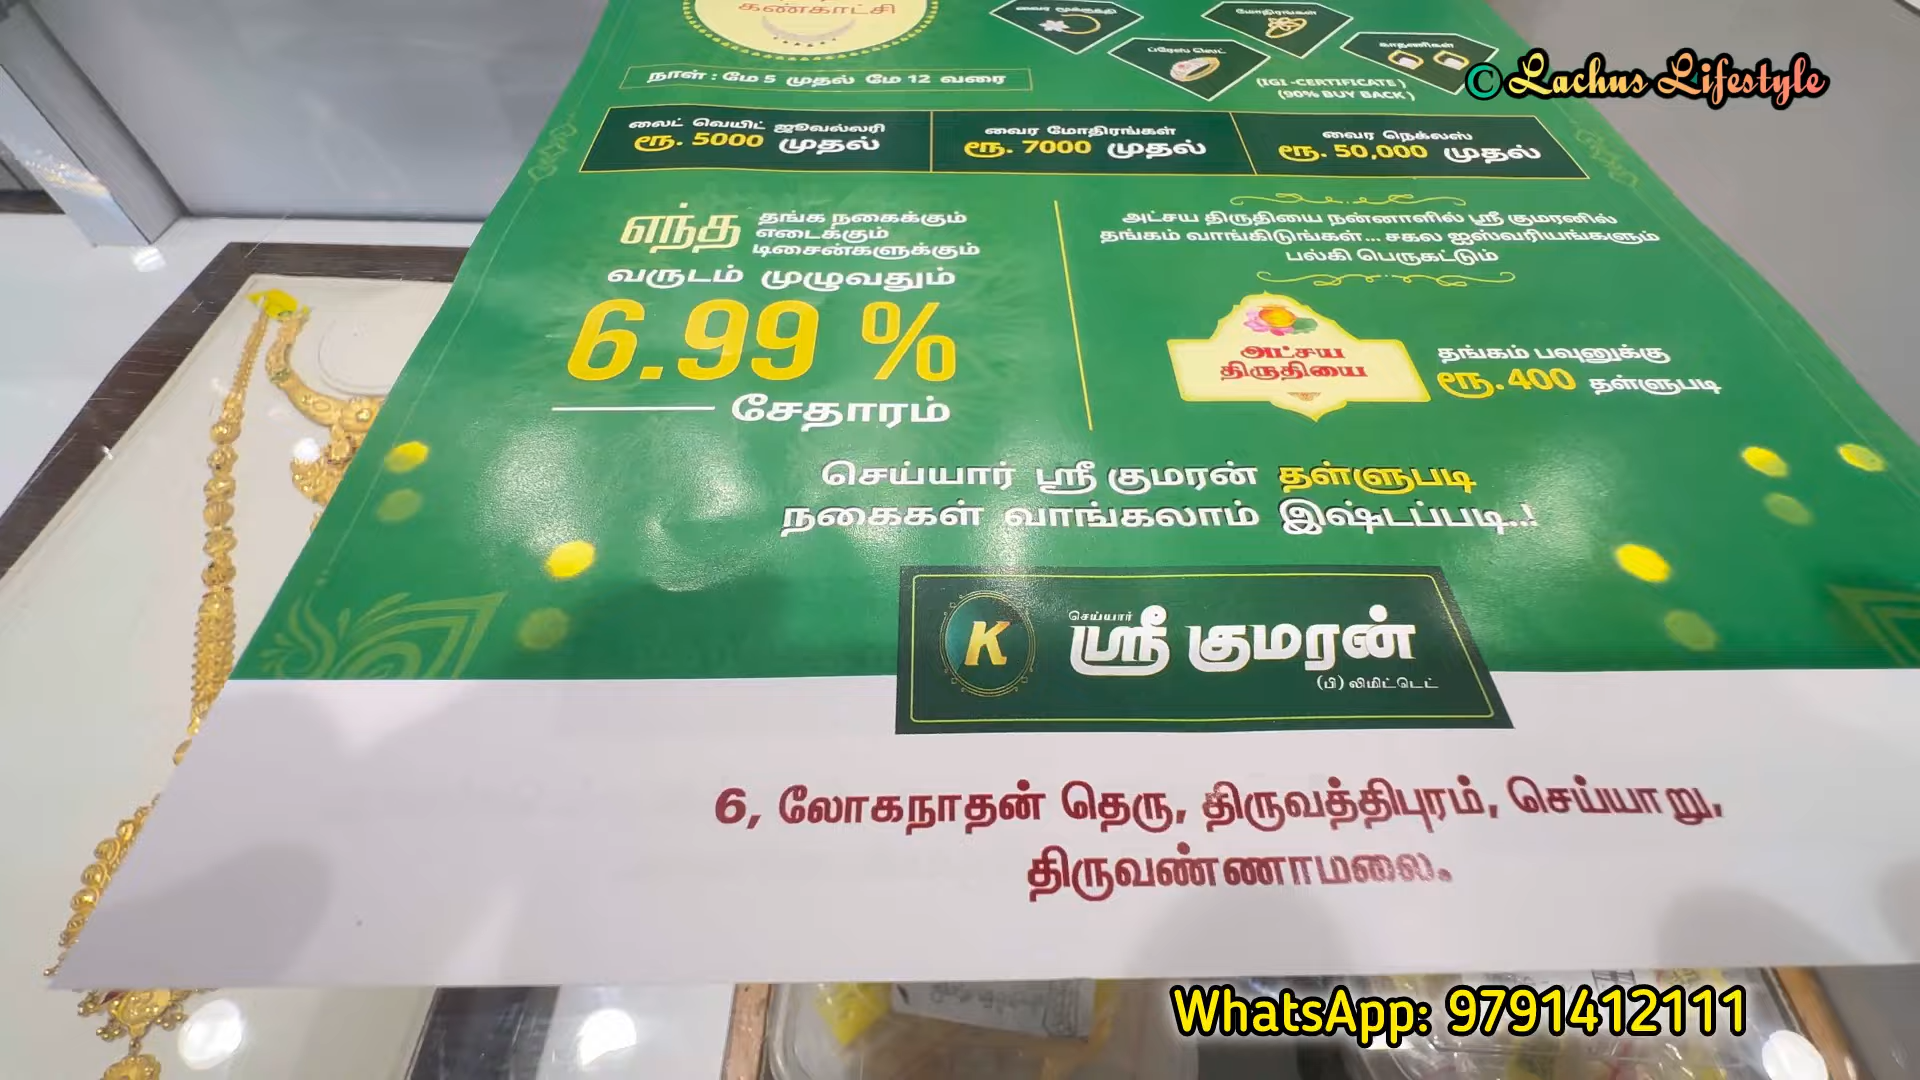 கண்காட்சி
வைர மூக்குத்தி
மோதிரங்கள்
ப்ரேஸ் லெட்
காதணிகள்
© Lachus Lifestyle
நாள் : மே 5 முதல் மே 12 வரை
(IGI -CERTIFICATE)
(90% BUY BACK)
லைட் வெயிட் ஜூவல்லரி
ரூ. 5000 முதல்
வைர மோதிரங்கள்
ரூ. 7000 முதல்
வைர நெக்லஸ்
ரூ. 50,000 முதல்
எந்த தங்க நகைக்கும்
எடைக்கும்
டிசைன்களுக்கும்
வருடம் முழுவதும்
6.99 %
சேதாரம்
அட்சய திருதியை நன்னாளில் ஸ்ரீ குமரனில்
தங்கம் வாங்கிடுங்கள்... சகல ஐஸ்வரியங்களும்
பல்கி பெருகட்டும்
அட்சய
திருதியை
தங்கம் பவுனுக்கு
ரூ.400 தள்ளுபடி
செய்யார் ஸ்ரீ குமரன் தள்ளுபடி
நகைகள் வாங்கலாம் இஷ்டப்படி..!
K
செய்யார்
ஸ்ரீ குமரன்
(பி) லிமிட்டெட்
6, லோகநாதன் தெரு, திருவத்திபுரம், செய்யாறு,
திருவண்ணாமலை.
WhatsApp: 9791412111